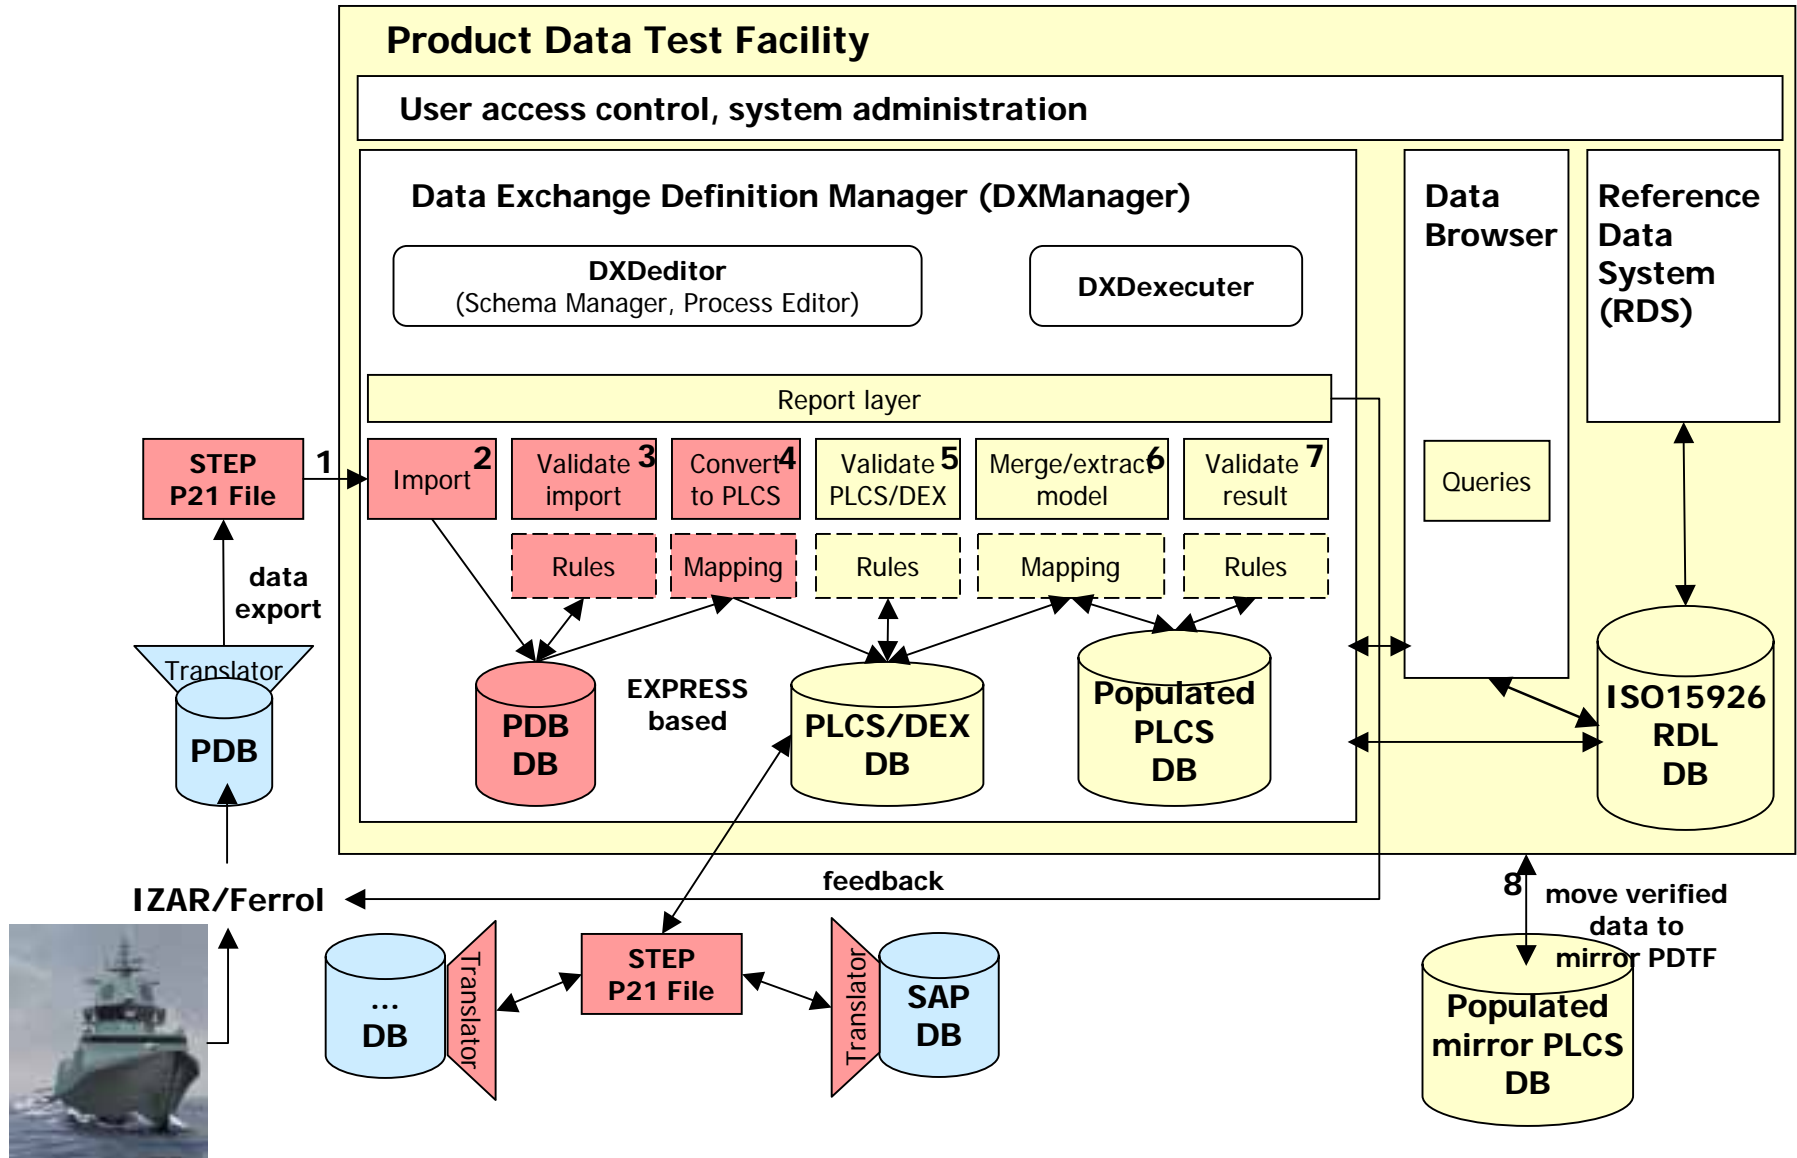 Product Data Test Facility
User access control, system administration
Data Exchange Definition Manager (DXManager)
DXDeditor
(Schema Manager, Process Editor)
DXDexecuter
Data
Browser
Reference
Data
System
(RDS)
Report layer
STEP
P21 File
1
Import
2
Validate
import
3
Convert
to PLCS
4
Validate
PLCS/DEX
5
Merge/extract
model
6
Validate
result
7
Queries
Rules
Mapping
Rules
Mapping
Rules
data
export
Translator
PDB
PDB
DB
EXPRESS
based
PLCS/DEX
DB
Populated
PLCS
DB
ISO15926
RDL
DB
IZAR/Ferrol
feedback
8
move verified
data to
mirror PDTF
...
DB
Translator
STEP
P21 File
Translator
SAP
DB
Populated
mirror PLCS
DB